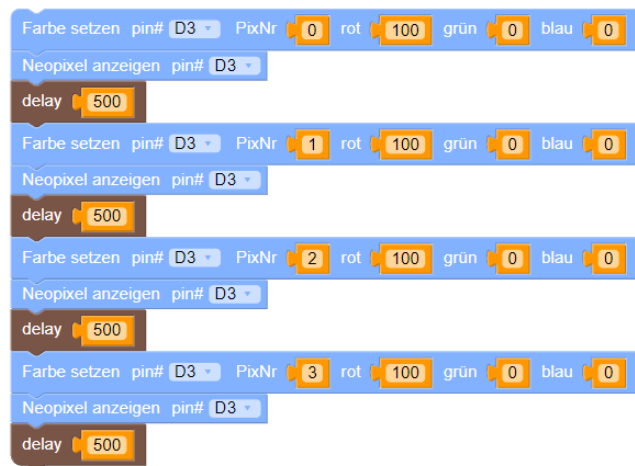 Farbe setzen pin# D3 PixNr 0 rot 100 grün 0 blau 0
Neopixel anzeigen pin# D3
delay 500
Farbe setzen pin# D3 PixNr 1 rot 100 grün 0 blau 0
Neopixel anzeigen pin# D3
delay 500
Farbe setzen pin# D3 PixNr 2 rot 100 grün 0 blau 0
Neopixel anzeigen pin# D3
delay 500
Farbe setzen pin# D3 PixNr 3 rot 100 grün 0 blau 0
Neopixel anzeigen pin# D3
delay 500